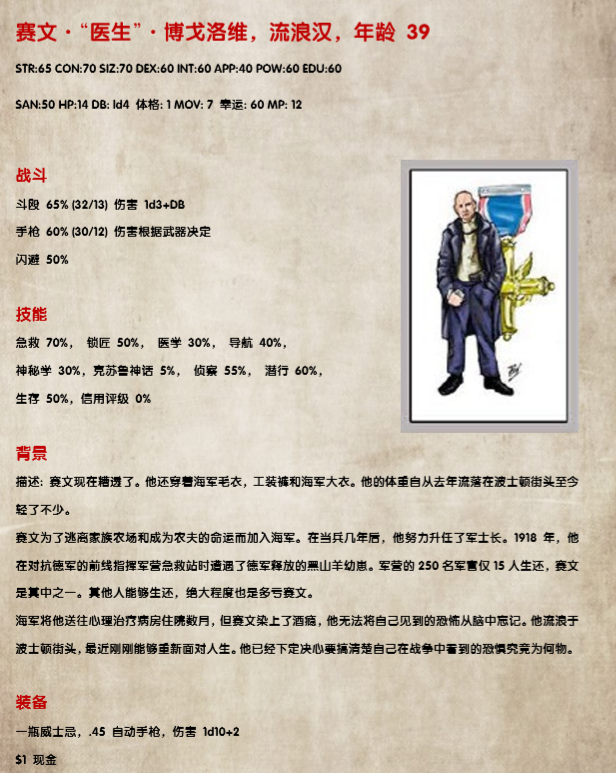 赛文·“医生”·博戈洛维，流浪汉，年龄 39
STR:65 CON:70 SIZ:70 DEX:60 INT:60 APP:40 POW:60 EDU:60
SAN:50 HP:14 DB: 1d4 体格: 1 MOV: 7 幸运: 60 MP: 12
战斗
斗殴 65% (32/13) 伤害 1d3+DB
手枪 60% (30/12) 伤害根据武器决定
闪避 50%
技能
急救 70%， 锁匠 50%， 医学 30%， 导航 40%，
神秘学 30%，克苏鲁神话 5%， 侦察 55%， 潜行 60%，
生存 50%，信用评级 0%
背景
描述: 赛文现在糟透了。他还穿着海军毛衣，工装裤和海军大衣。他的体重自从去年流落在波士顿街头至今
轻了不少。
赛文为了逃离家族农场和成为农夫的命运而加入海军。在当兵几年后，他努力升任了军士长。1918 年，他
在对抗德军的前线指挥军营急救站时遭遇了德军释放的黑山羊幼崽。军营的 250 名军官仅 15 人生还，赛文
是其中之一。其他人能够生还，绝大程度也是多亏赛文。
海军将他送往心理治疗病房住院数月，但赛文染上了酒瘾，他无法将自己见到的恐怖从脑中忘记。他流浪于
波士顿街头，最近刚刚能够重新面对人生。他已经下定决心要搞清楚自己在战争中看到的恐惧究竟为何物。
装备
一瓶威士忌，.45 自动手枪，伤害 1d10+2
$1 现金